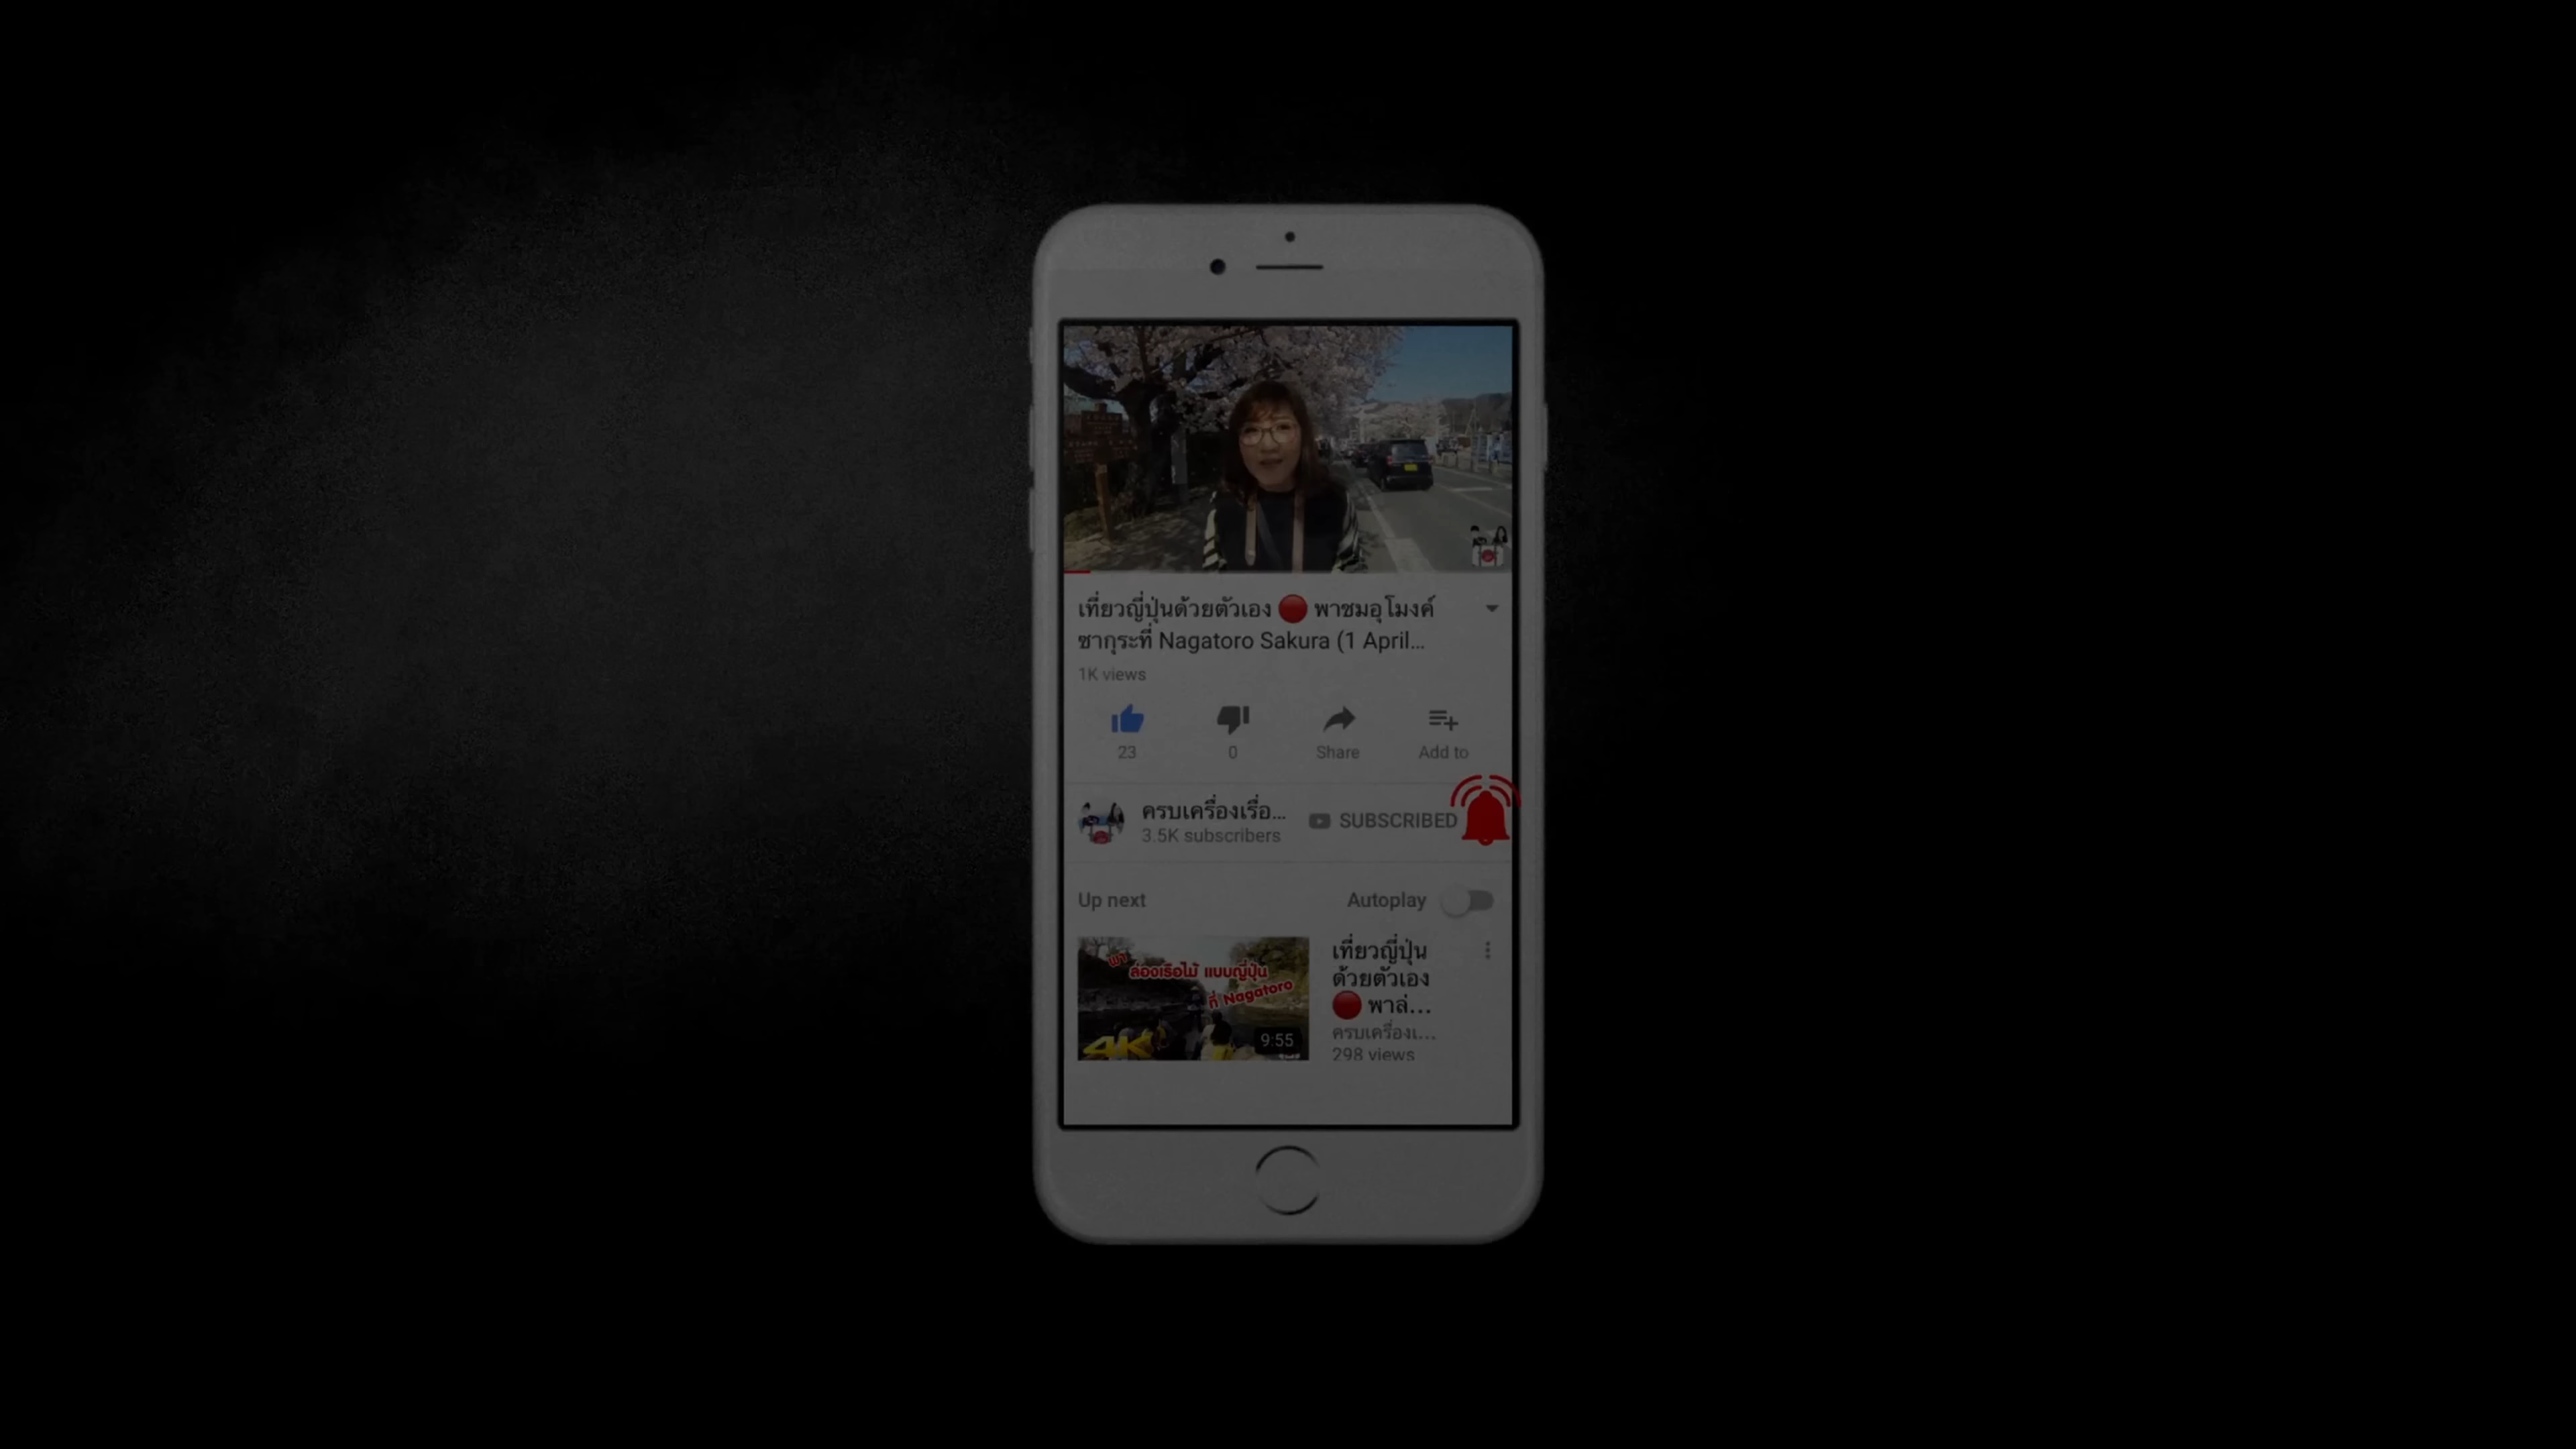 เที่ยวญี่ปุ่นด้วยตัวเอง 🔴 พาชมอุโมงค์
ซากุระที่ Nagatoro Sakura (1 April...
1K views
23
0
Share
Add to
ครบเครื่องเรื่อ...
3.5K subscribers
SUBSCRIBED
Up next
Autoplay
พา
ล่องเรือไม้ แบบญี่ปุ่น
ที่ Nagatoro
4K
9:55
เที่ยวญี่ปุ่น
ด้วยตัวเอง
🔴 พาล่...
ครบเครื่องเ...
298 views